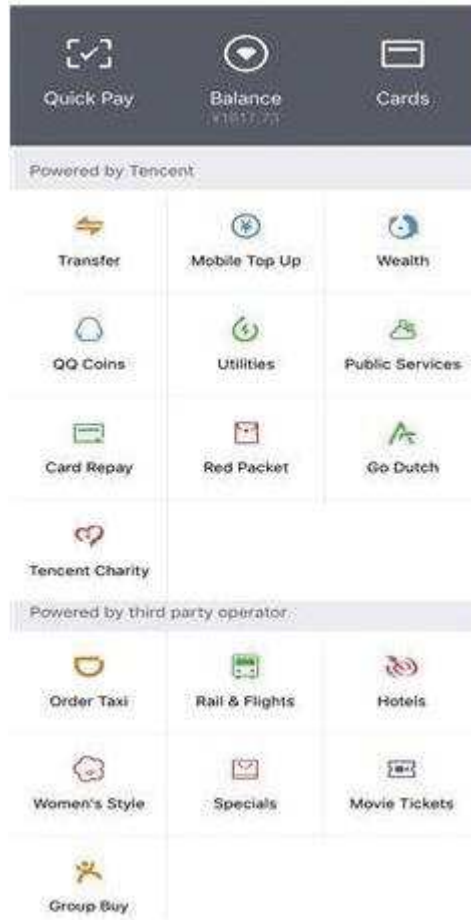 Quick Pay Balance Cards
¥1017.73
Powered by Tencent
Transfer Mobile Top Up Wealth
QQ Coins Utilities Public Services
Card Repay Red Packet Go Dutch
Tencent Charity
Powered by third party operator
Order Taxi Rail & Flights Hotels
Women's Style Specials Movie Tickets
Group Buy